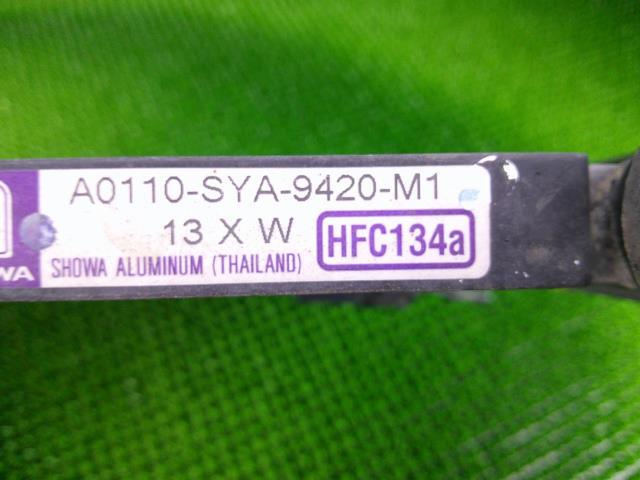 A0110-SYA-9420-M1
13 X W
HFC134a
SHOWA ALUMINUM (THAILAND)